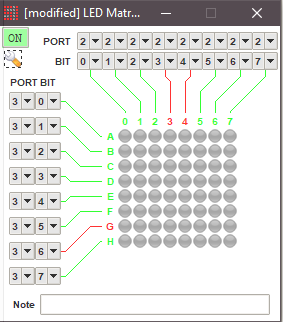 [modified] LED Matr...
ON
PORT 2 2 2 2 2 2 2 2
BIT 0 1 2 3 4 5 6 7
PORT BIT
3 0
3 1
3 2
3 3
3 4
3 5
3 6
3 7
0 1 2 3 4 5 6 7
A
B
C
D
E
F
G
H
Note